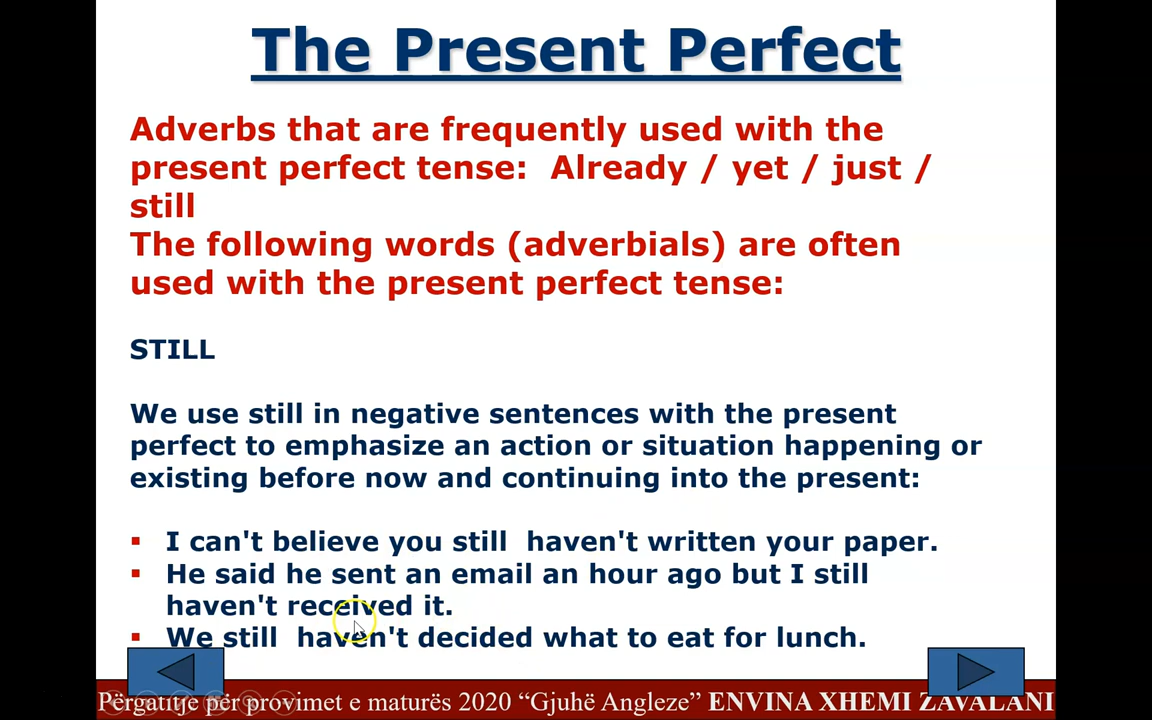 The Present Perfect
Adverbs that are frequently used with the
present perfect tense: Already / yet / just /
still
The following words (adverbials) are often
used with the present perfect tense:
STILL
We use still in negative sentences with the present
perfect to emphasize an action or situation happening or
existing before now and continuing into the present:
▪ I can't believe you still haven't written your paper.
▪ He said he sent an email an hour ago but I still
haven't received it.
▪ We still haven't decided what to eat for lunch.
Përgatitje për provimet e maturës 2020 “Gjuhë Angleze” ENVINA XHEMI ZAVALANI